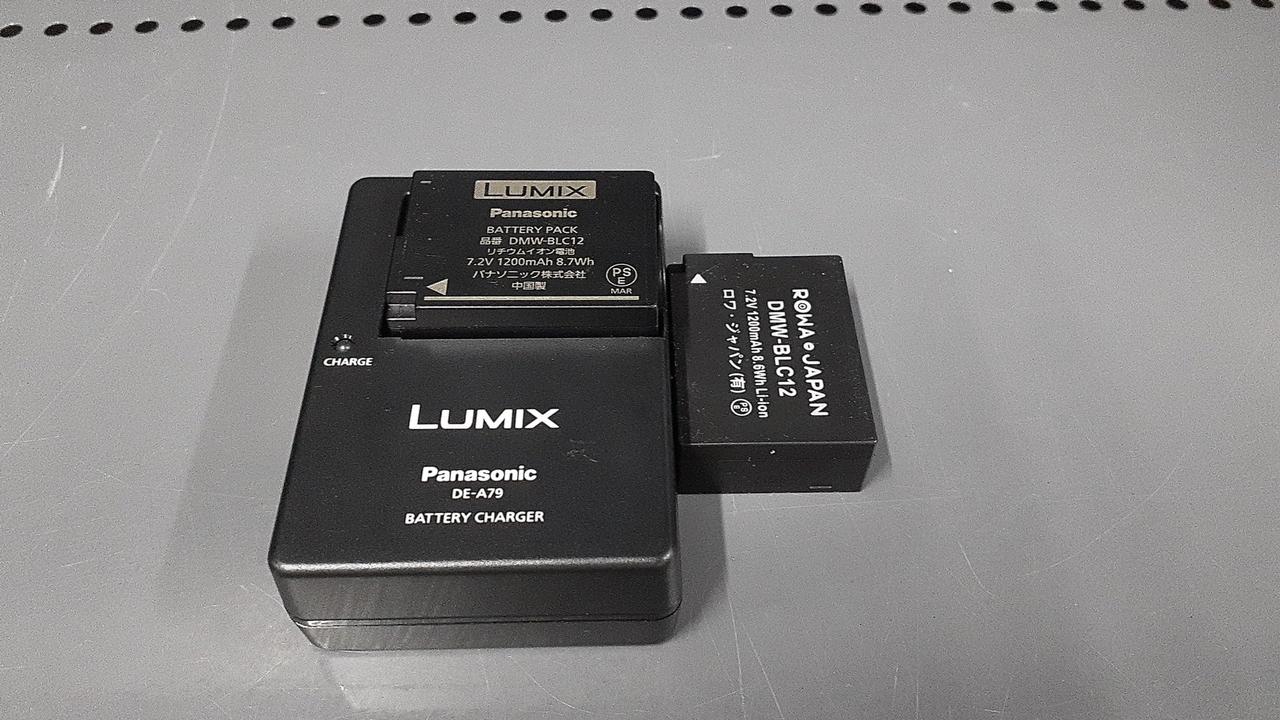 LUMIX
Panasonic
BATTERY PACK
品番 DMW-BLC12
リチウムイオン電池
7.2V 1200mAh 8.7Wh
パナソニック株式会社
中国製
PS
E
MAR
CHARGE
LUMIX
Panasonic
DE-A79
BATTERY CHARGER
ROWA JAPAN
DMW-BLC12
7.2V 1200mAh 8.6Wh Li-ion
ロワ・ジャパン(有)
PS
E